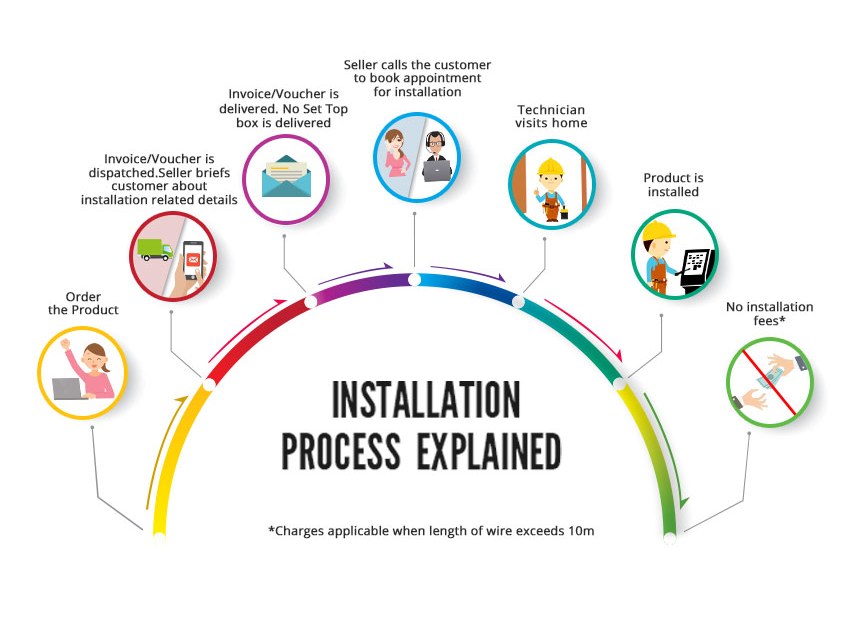 Order
the Product
Invoice/Voucher is
dispatched.Seller briefs
customer about
installation related details
Invoice/Voucher is
delivered. No Set Top
box is delivered
Seller calls the customer
to book appointment
for installation
Technician
visits home
Product is
installed
No installation
fees*
INSTALLATION
PROCESS EXPLAINED
*Charges applicable when length of wire exceeds 10m